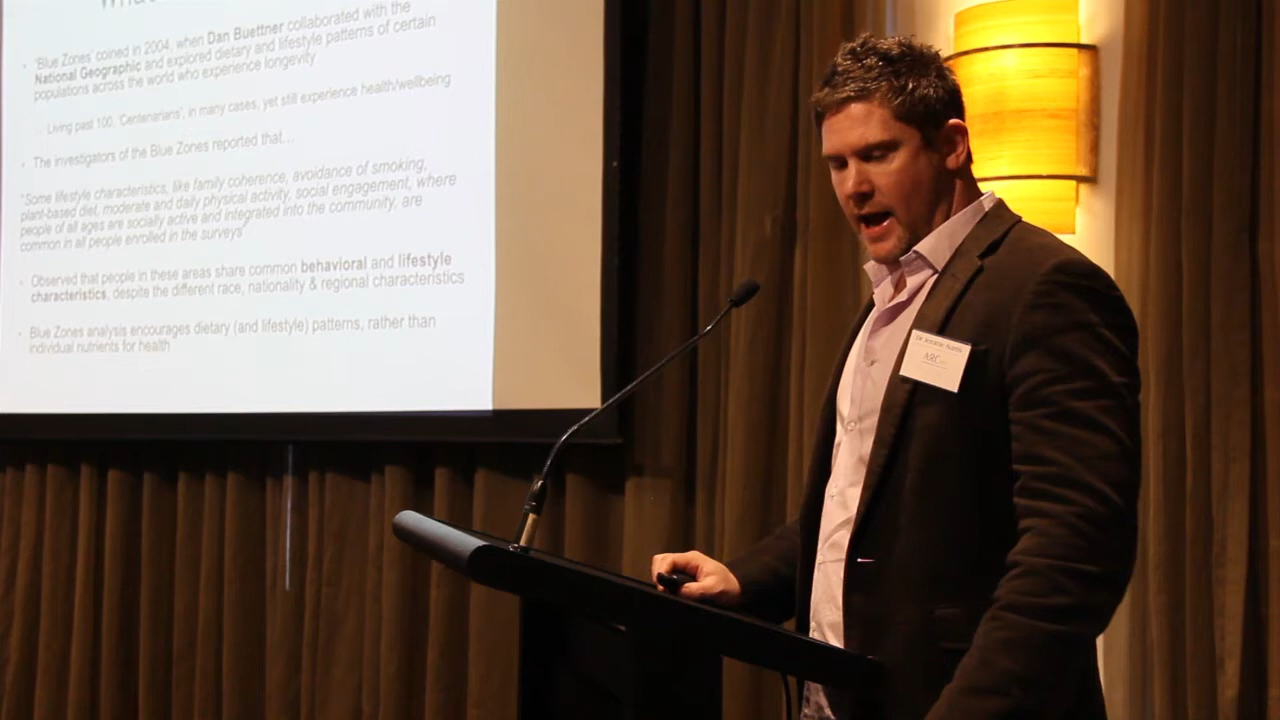 What
'Blue Zones' coined in 2004, when Dan Buettner collaborated with the
National Geographic and explored dietary and lifestyle patterns of certain
populations across the world who experience longevity
Living past 100, 'Centenarians', in many cases, yet still experience health/wellbeing
The investigators of the Blue Zones reported that…
"Some lifestyle characteristics, like family coherence, avoidance of smoking,
plant-based diet, moderate and daily physical activity, social engagement, where
people of all ages are socially active and integrated into the community, are
common in all people enrolled in the surveys"
Observed that people in these areas share common behavioral and lifestyle
characteristics, despite the different race, nationality & regional characteristics
Blue Zones analysis encourages dietary (and lifestyle) patterns, rather than
individual nutrients for health
Dr Jerome